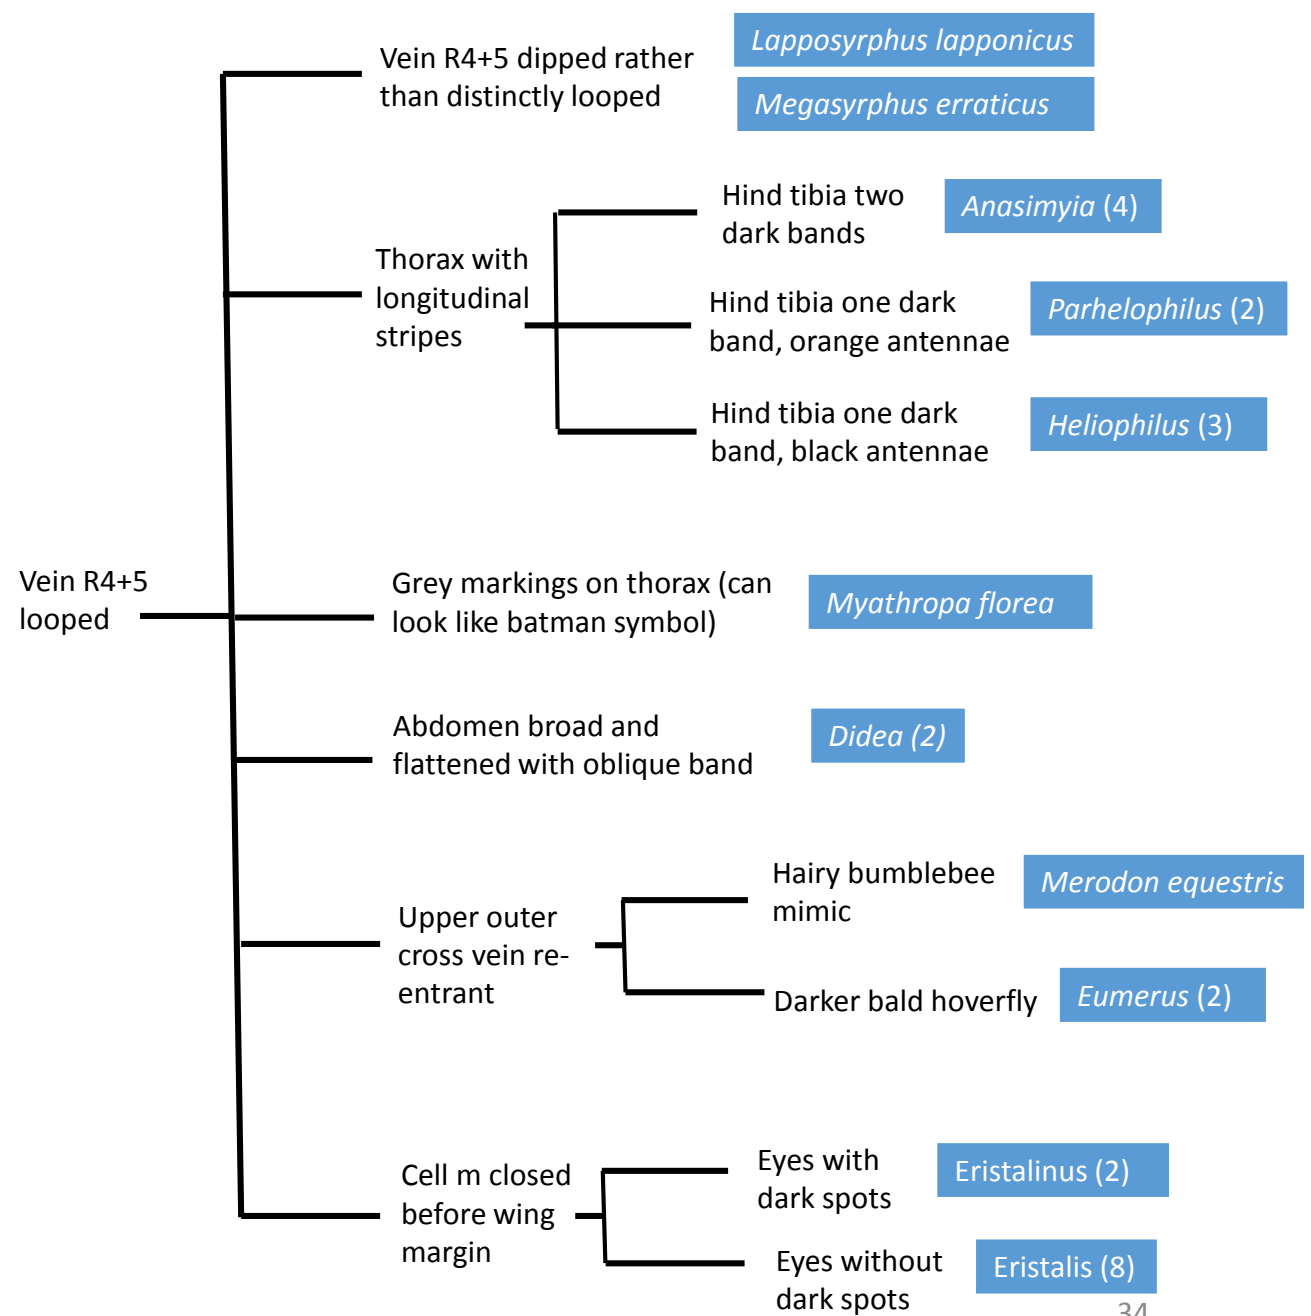 Vein R4+5 dipped rather
than distinctly looped
Lapposyrphus lapponicus
Megasyrphus erraticus
Thorax with
longitudinal
stripes
Hind tibia two
dark bands
Anasimyia (4)
Hind tibia one dark
band, orange antennae
Parhelophilus (2)
Hind tibia one dark
band, black antennae
Heliophilus (3)
Vein R4+5
looped
Grey markings on thorax (can
look like batman symbol)
Myathropa florea
Abdomen broad and
flattened with oblique band
Didea (2)
Upper outer
cross vein re-
entrant
Hairy bumblebee
mimic
Merodon equestris
Darker bald hoverfly
Eumerus (2)
Cell m closed
before wing
margin
Eyes with
dark spots
Eristalinus (2)
Eyes without
dark spots
Eristalis (8)
34